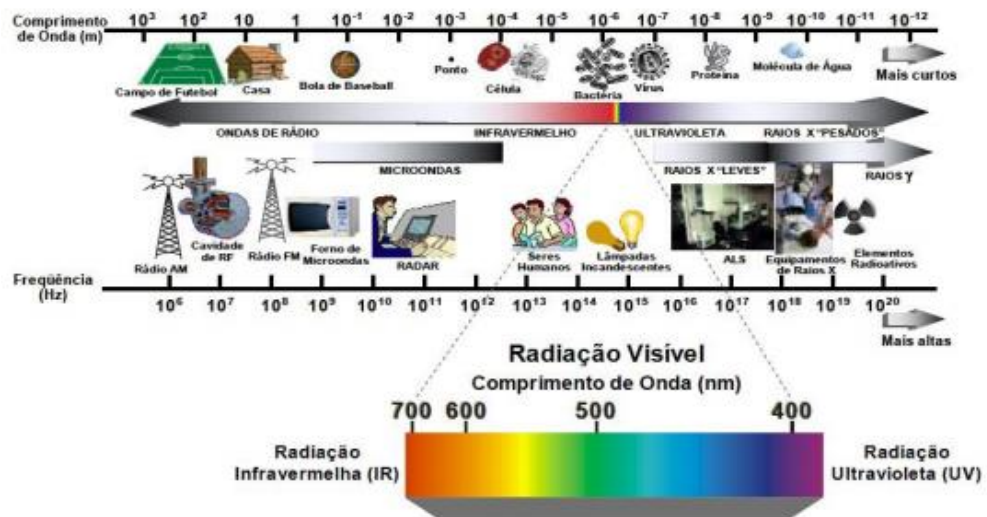 Comprimento
de Onda (m)
10³ 10² 10 1 10⁻¹ 10⁻² 10⁻³ 10⁻⁴ 10⁻⁵ 10⁻⁶ 10⁻⁷ 10⁻⁸ 10⁻⁹ 10⁻¹⁰ 10⁻¹¹ 10⁻¹²
Campo de Futebol
Casa
Bola de Baseball
Ponto
Célula
Bactéria
Vírus
Proteína
Molécula de Água
Mais curtos
ONDAS DE RÁDIO INFRAVERMELHO ULTRAVIOLETA RAIOS X "PESADOS"
MICROONDAS RAIOS X "LEVES" RAIOS γ
Rádio AM
Cavidade
de RF
Rádio FM
Forno de
Microondas
RADAR
Seres
Humanos
Lâmpadas
Incandescentes
ALS
Equipamentos
de Raios X
Elementos
Radioativos
Freqüência
(Hz)
10⁶ 10⁷ 10⁸ 10⁹ 10¹⁰ 10¹¹ 10¹² 10¹³ 10¹⁴ 10¹⁵ 10¹⁶ 10¹⁷ 10¹⁸ 10¹⁹ 10²⁰
Mais altas
Radiação Visível
Comprimento de Onda (nm)
700 600 500 400
Radiação
Infravermelha (IR)
Radiação
Ultravioleta (UV)